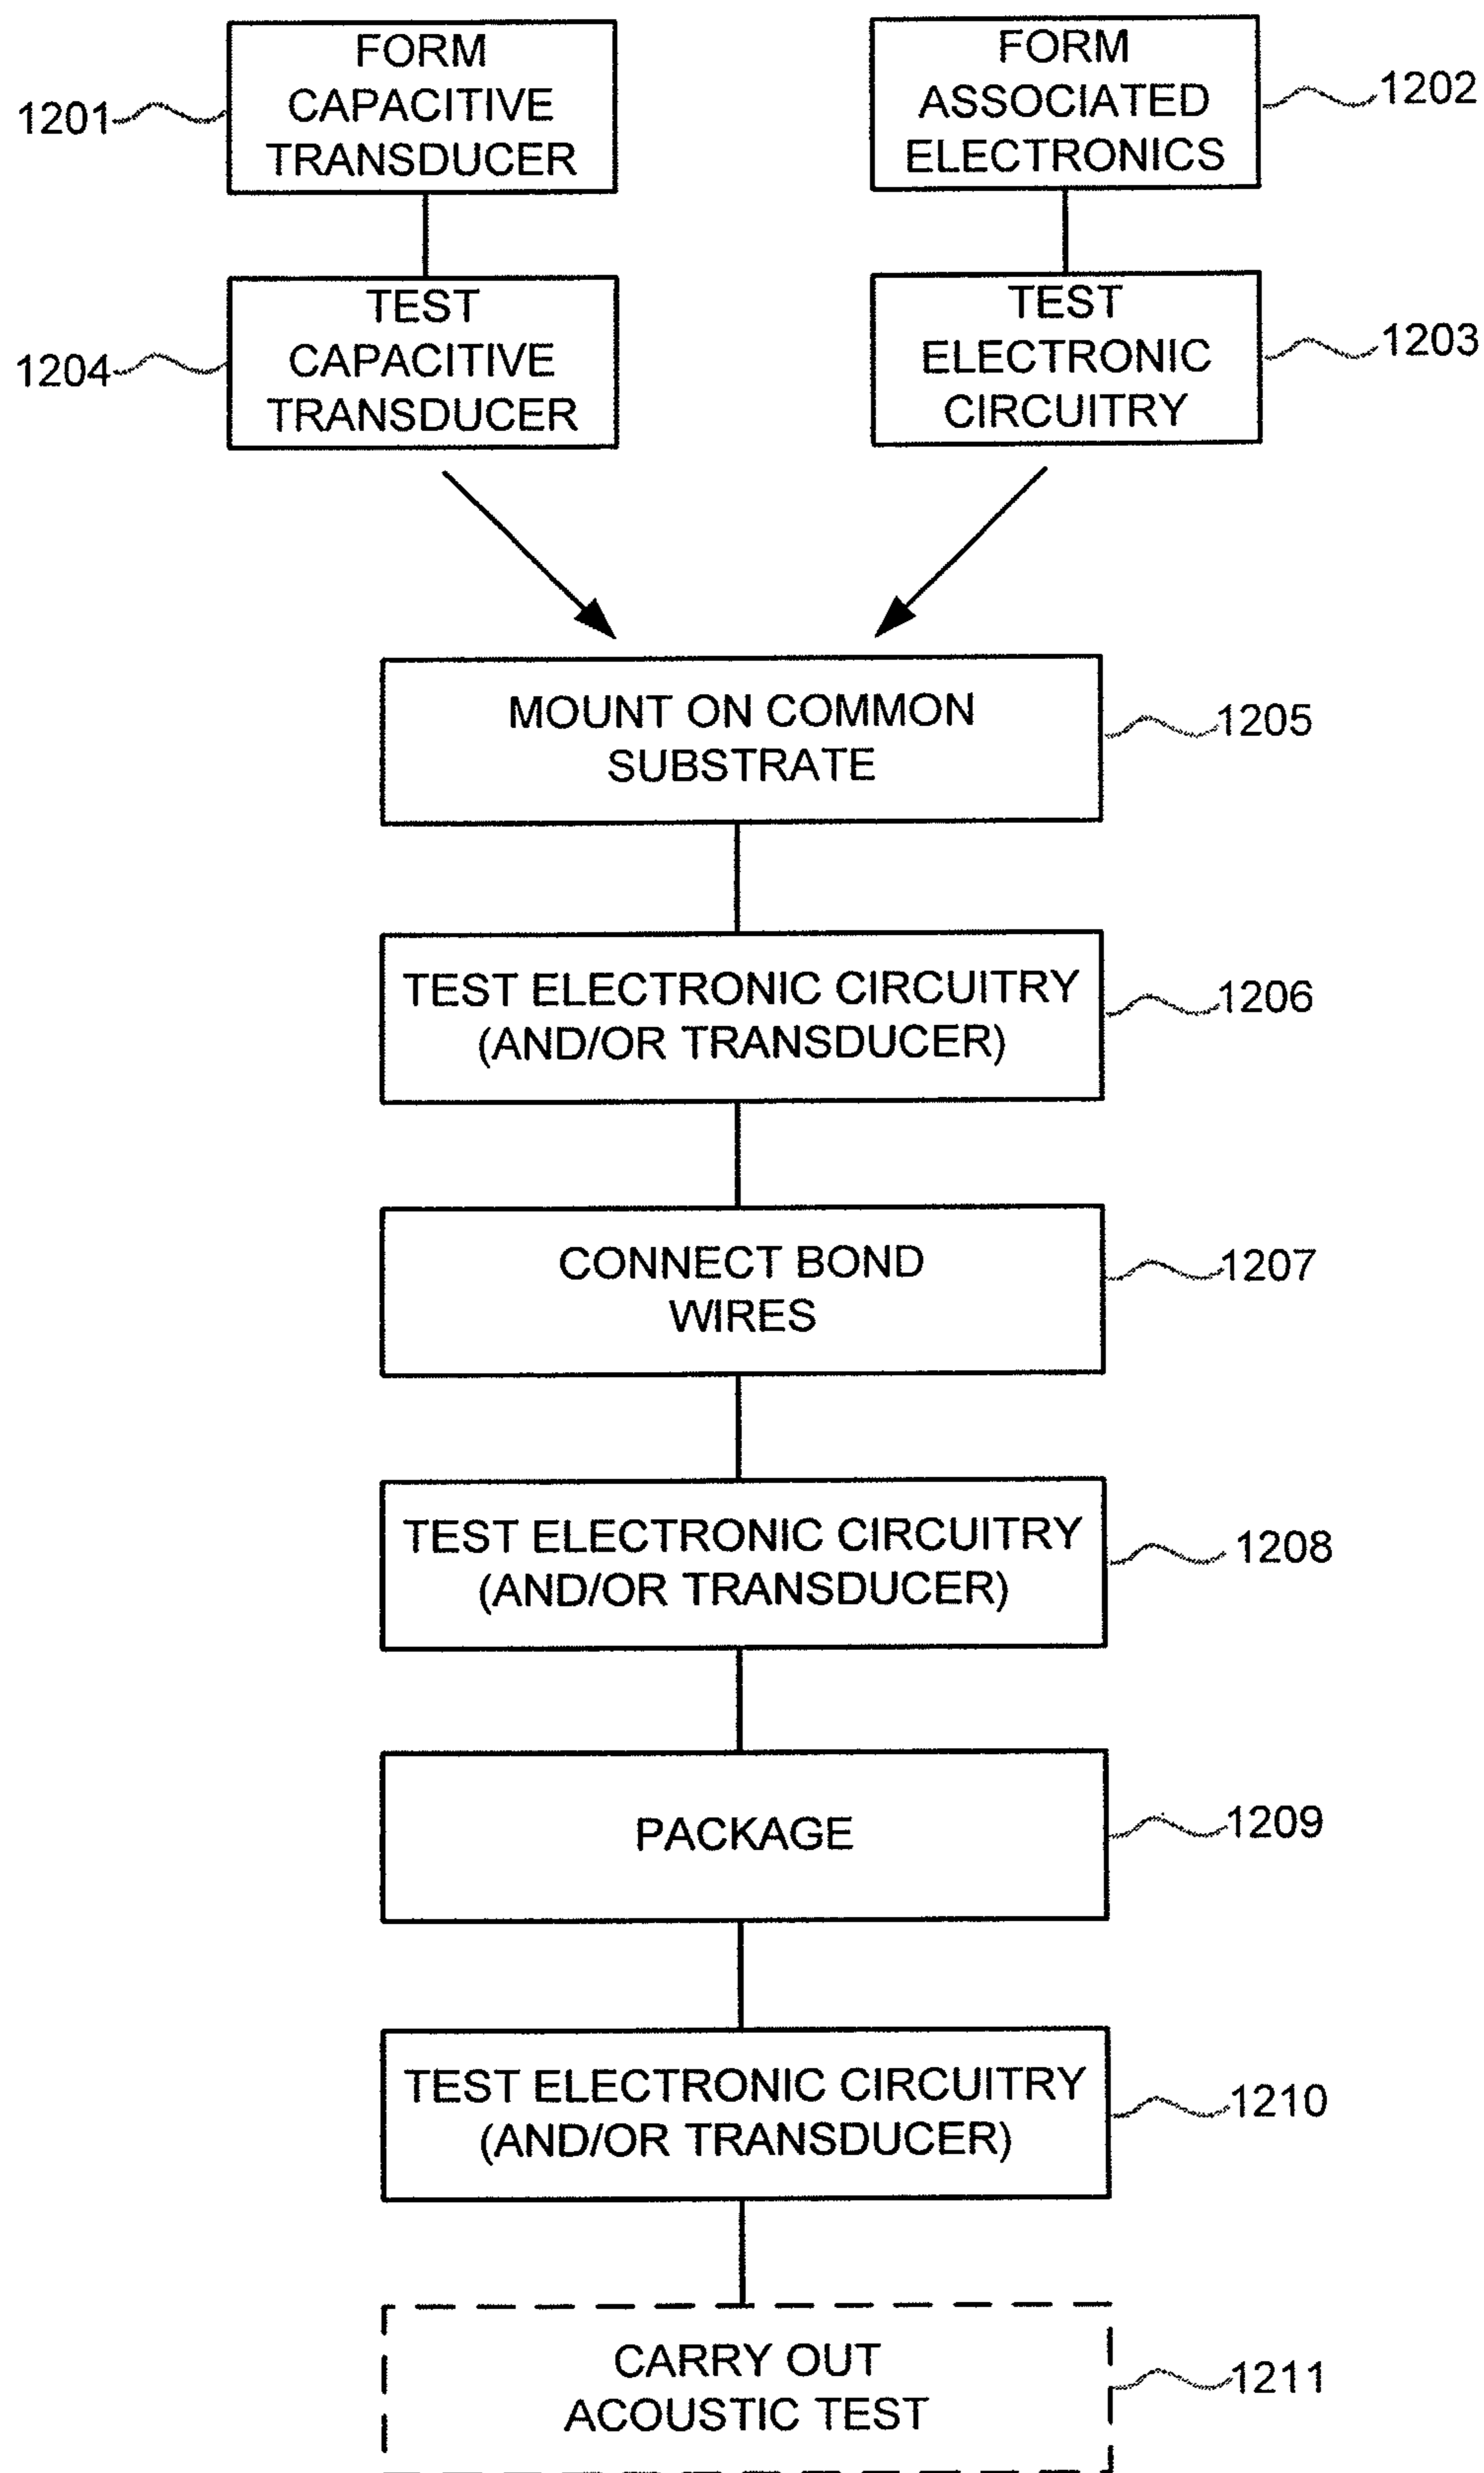 FORM
CAPACITIVE
TRANSDUCER
1201
FORM
ASSOCIATED
ELECTRONICS
1202
TEST
CAPACITIVE
TRANSDUCER
1204
TEST
ELECTRONIC
CIRCUITRY
1203
MOUNT ON COMMON
SUBSTRATE
1205
TEST ELECTRONIC CIRCUITRY
(AND/OR TRANSDUCER)
1206
CONNECT BOND
WIRES
1207
TEST ELECTRONIC CIRCUITRY
(AND/OR TRANSDUCER)
1208
PACKAGE
1209
TEST ELECTRONIC CIRCUITRY
(AND/OR TRANSDUCER)
1210
CARRY OUT
ACOUSTIC TEST
1211